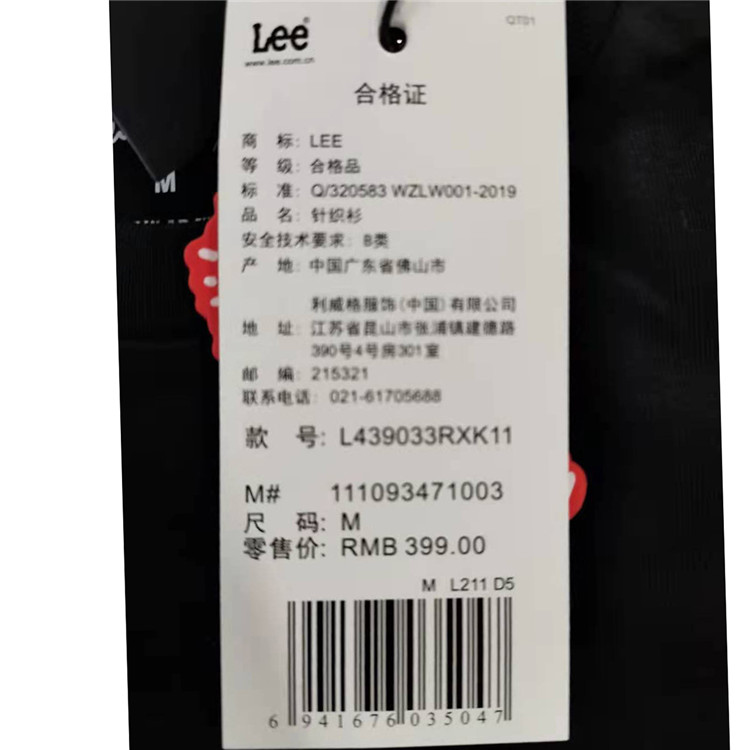 Lee
www.lee.com.cn
QT01
合格证
商 标: LEE
等 级: 合格品
标 准: Q/320583 WZLW001-2019
品 名: 针织衫
安全技术要求: B类
产 地: 中国广东省佛山市
利威格服饰(中国)有限公司
地 址: 江苏省昆山市张浦镇建德路
390号4号房301室
邮 编: 215321
联系电话: 021-61705688
款 号: L439033RXK11
M# 111093471003
尺 码: M
零售价: RMB 399.00
M L211 D5
6 941676 035047
M